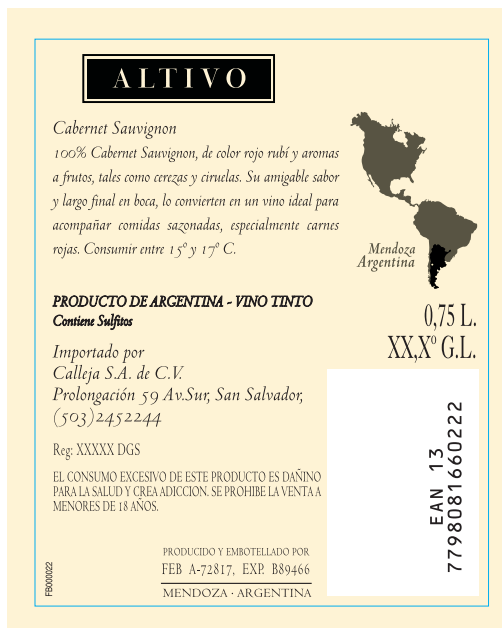 ALTIVO
Cabernet Sauvignon
100% Cabernet Sauvignon, de color rojo rubí y aromas
a frutos, tales como cerezas y ciruelas. Su amigable sabor
y largo final en boca, lo convierten en un vino ideal para
acompañar comidas sazonadas, especialmente carnes
rojas. Consumir entre 15º y 17º C.
Mendoza
Argentina
PRODUCTO DE ARGENTINA - VINO TINTO
Contiene Sulfitos
0,75 L.
XX,Xº G.L.
Importado por
Calleja S.A. de C.V.
Prolongación 59 Av.Sur, San Salvador,
(503)2452244
Reg: XXXXX DGS
EL CONSUMO EXCESIVO DE ESTE PRODUCTO ES DAÑINO
PARA LA SALUD Y CREA ADICCION. SE PROHIBE LA VENTA A
MENORES DE 18 AÑOS.
EAN 13
7798081660222
PRODUCIDO Y EMBOTELLADO POR
FEB A-72817, EXP. B89466
MENDOZA · ARGENTINA
FB000022